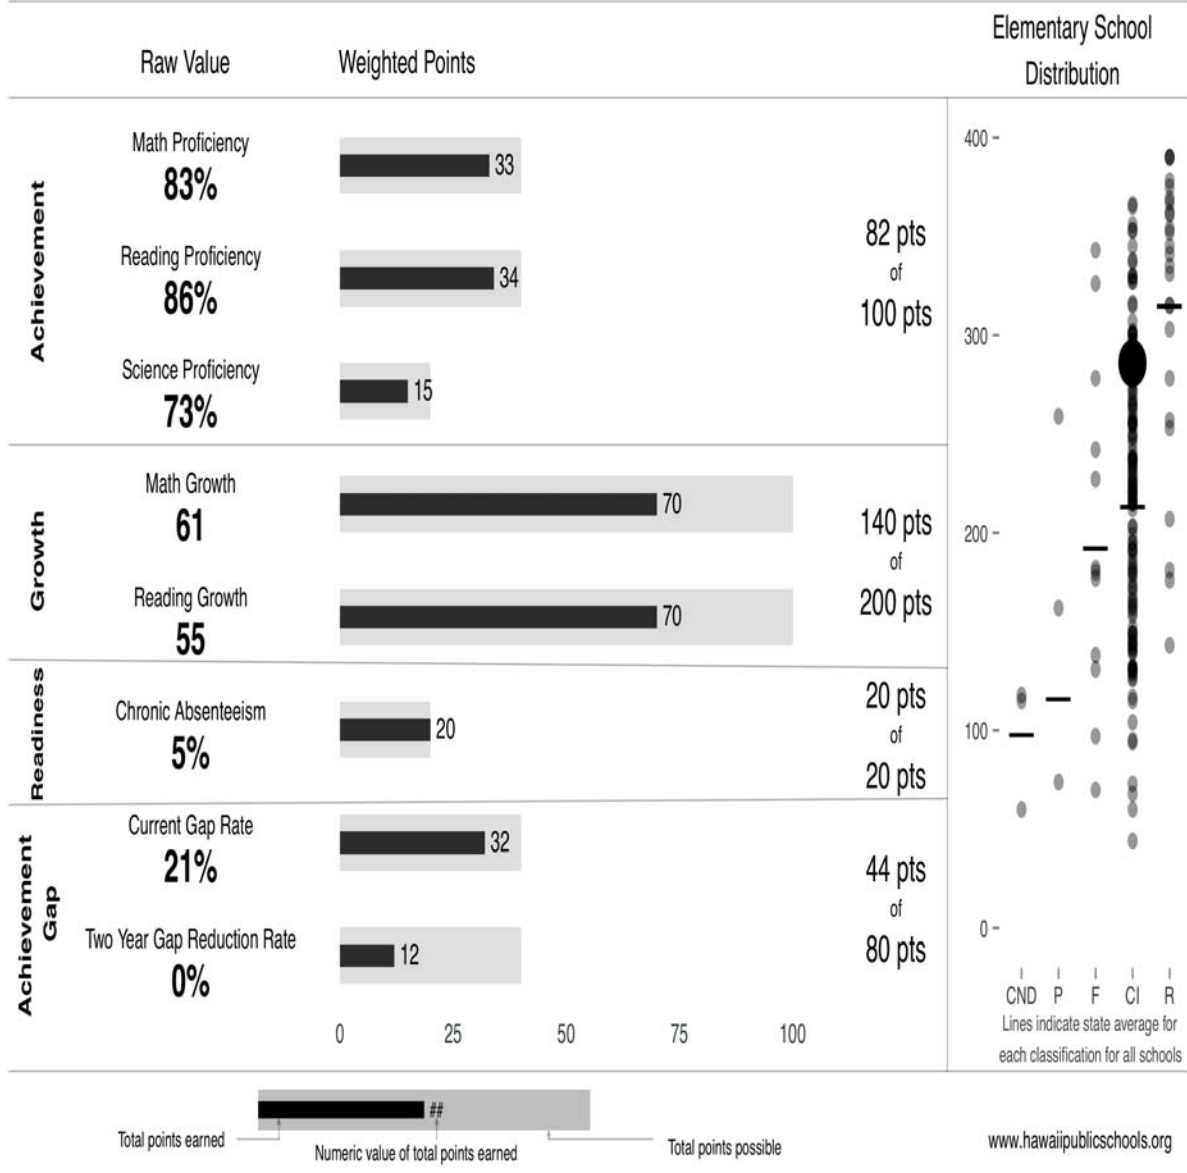 Raw Value
Weighted Points
Elementary School
Distribution
Achievement
Math Proficiency
83%
33
Reading Proficiency
86%
34
Science Proficiency
73%
15
82 pts
of
100 pts
Growth
Math Growth
61
70
Reading Growth
55
70
140 pts
of
200 pts
Readiness
Chronic Absenteeism
5%
20
20 pts
of
20 pts
Achievement
Gap
Current Gap Rate
21%
32
Two Year Gap Reduction Rate
0%
12
44 pts
of
80 pts
0 25 50 75 100
400
300
200
100
0
CND P F CI R
Lines indicate state average for
each classification for all schools
##
Total points earned
Numeric value of total points earned
Total points possible
www.hawaiipublicschools.org